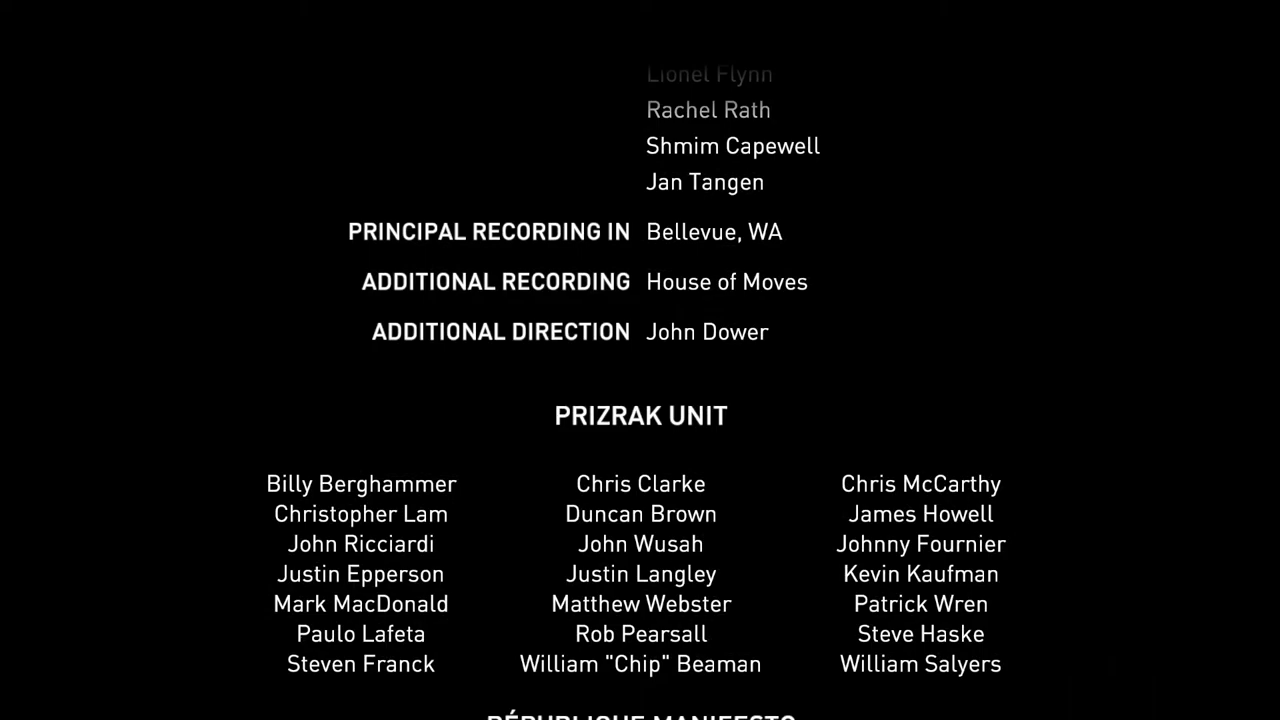 Lionel Flynn
Rachel Rath
Shmim Capewell
Jan Tangen
PRINCIPAL RECORDING IN Bellevue, WA
ADDITIONAL RECORDING House of Moves
ADDITIONAL DIRECTION John Dower
PRIZRAK UNIT
Billy Berghammer Chris Clarke Chris McCarthy
Christopher Lam Duncan Brown James Howell
John Ricciardi John Wusah Johnny Fournier
Justin Epperson Justin Langley Kevin Kaufman
Mark MacDonald Matthew Webster Patrick Wren
Paulo Lafeta Rob Pearsall Steve Haske
Steven Franck William "Chip" Beaman William Salyers
RÉPUBLIQUE MANIFESTO